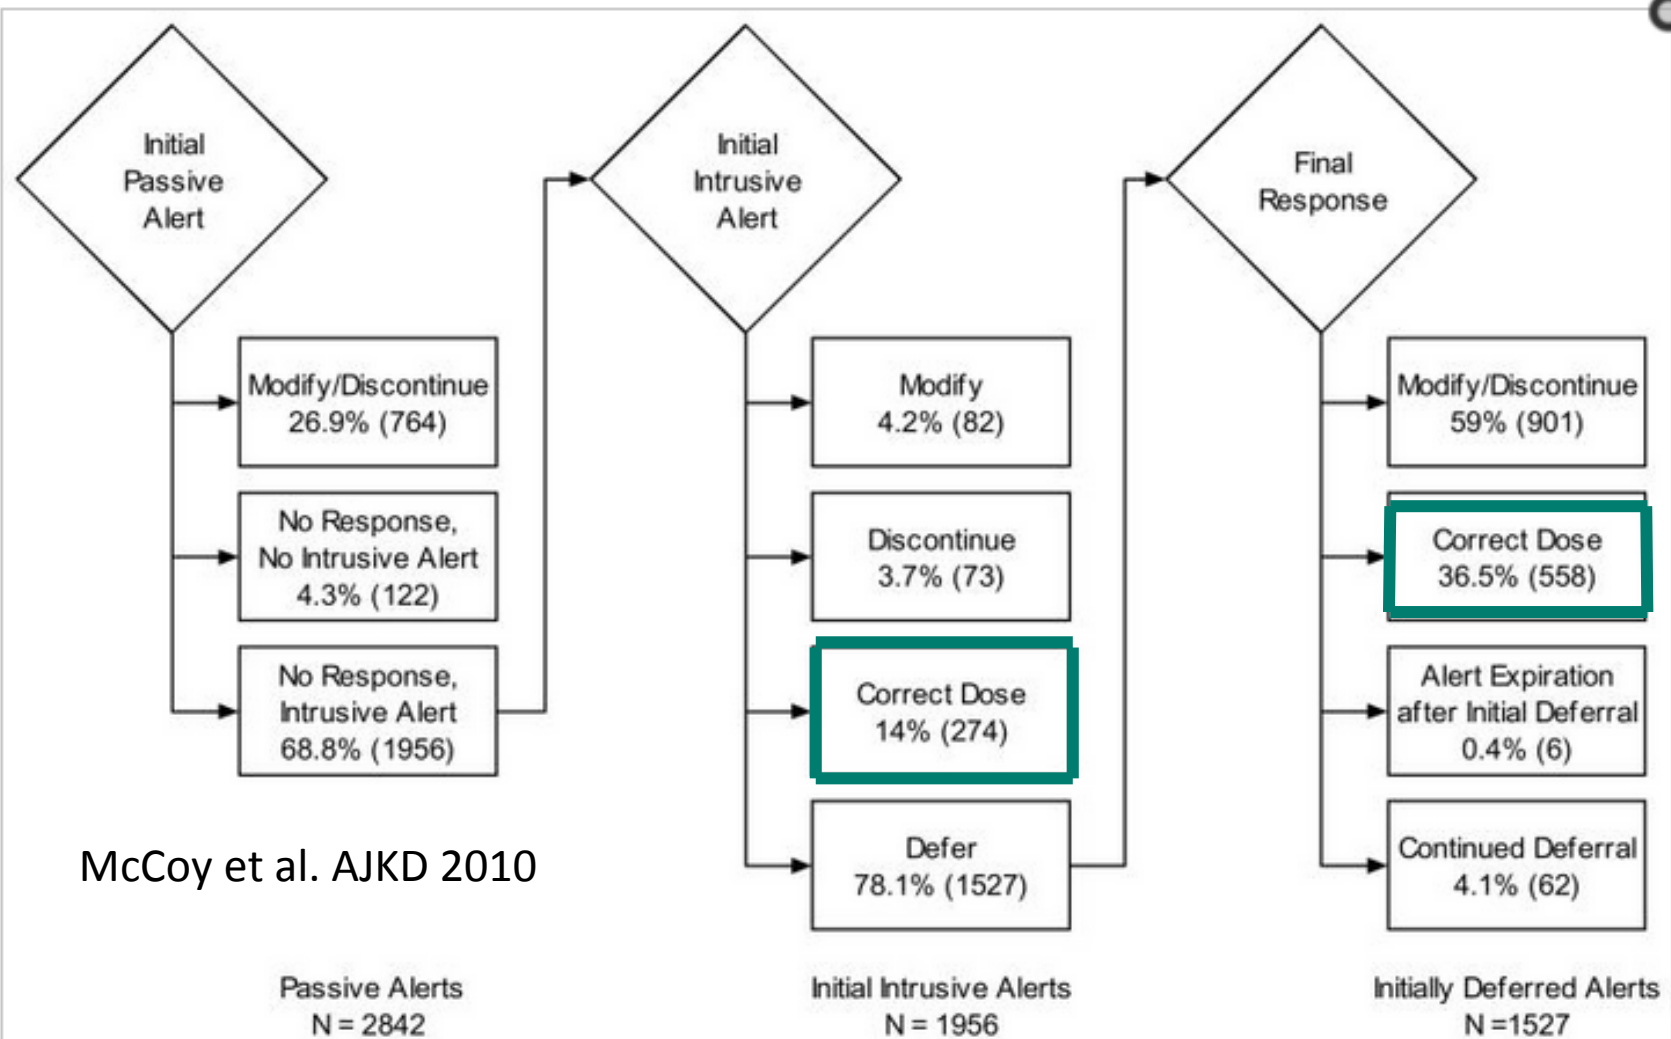 Initial
Passive
Alert
Modify/Discontinue
26.9% (764)
No Response,
No Intrusive Alert
4.3% (122)
No Response,
Intrusive Alert
68.8% (1956)
McCoy et al. AJKD 2010
Passive Alerts
N = 2842
Initial
Intrusive
Alert
Modify
4.2% (82)
Discontinue
3.7% (73)
Correct Dose
14% (274)
Defer
78.1% (1527)
Initial Intrusive Alerts
N = 1956
Final
Response
Modify/Discontinue
59% (901)
Correct Dose
36.5% (558)
Alert Expiration
after Initial Deferral
0.4% (6)
Continued Deferral
4.1% (62)
Initially Deferred Alerts
N =1527